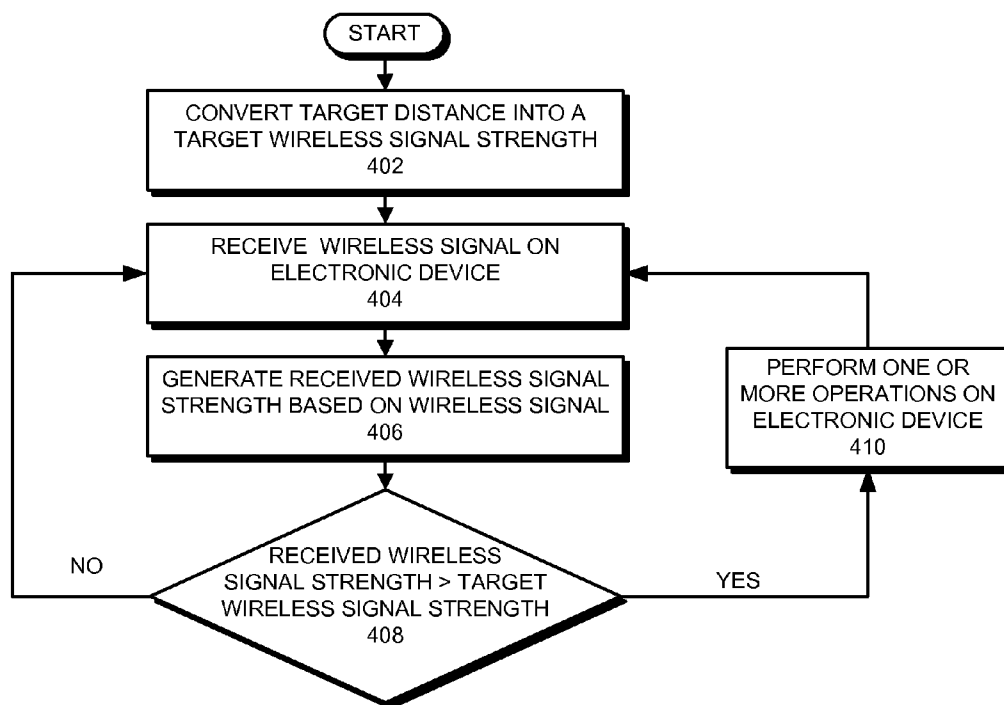 START
CONVERT TARGET DISTANCE INTO A
TARGET WIRELESS SIGNAL STRENGTH
402
RECEIVE WIRELESS SIGNAL ON
ELECTRONIC DEVICE
404
GENERATE RECEIVED WIRELESS SIGNAL
STRENGTH BASED ON WIRELESS SIGNAL
406
PERFORM ONE OR
MORE OPERATIONS ON
ELECTRONIC DEVICE
410
RECEIVED WIRELESS
SIGNAL STRENGTH > TARGET
WIRELESS SIGNAL STRENGTH
408
NO
YES